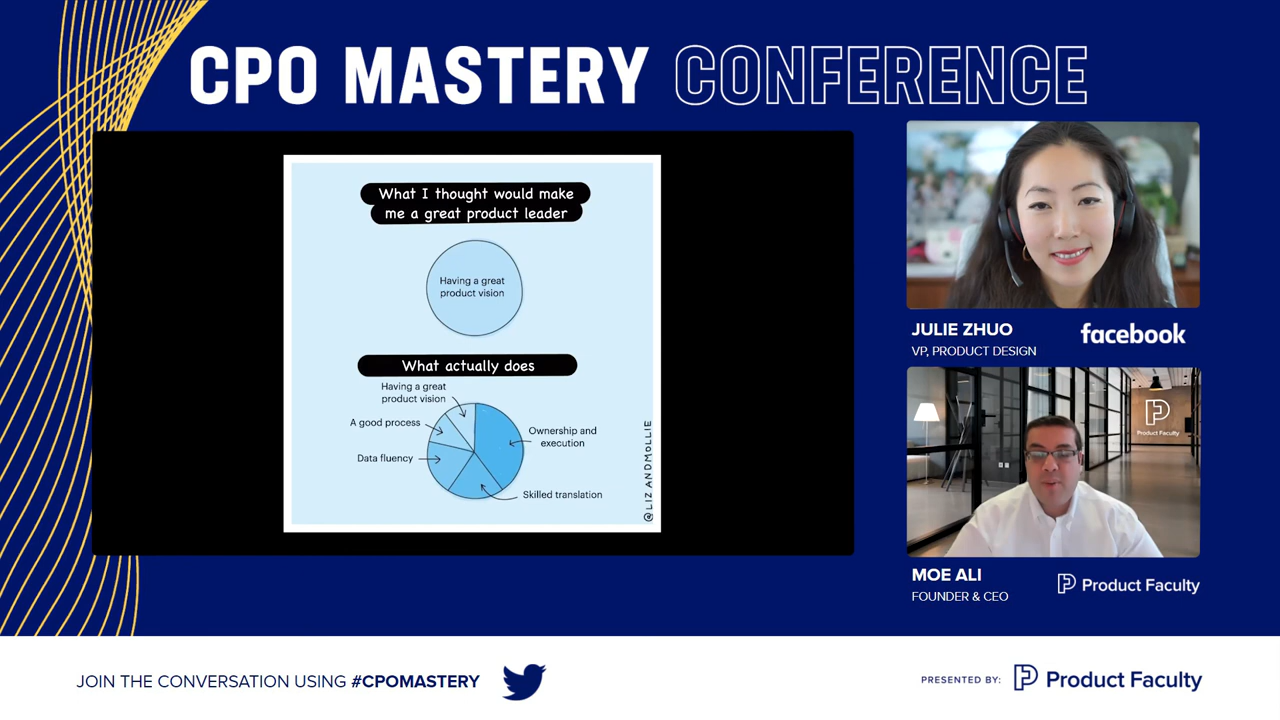 CPO MASTERY CONFERENCE
What I thought would make
me a great product leader
Having a great
product vision
What actually does
Having a great
product vision
A good process
Data fluency
Ownership and
execution
Skilled translation
@LIZANDMOLLIE
JULIE ZHUO
VP, PRODUCT DESIGN
facebook
Product Faculty
MOE ALI
FOUNDER & CEO
Product Faculty
JOIN THE CONVERSATION USING #CPOMASTERY
PRESENTED BY:
Product Faculty